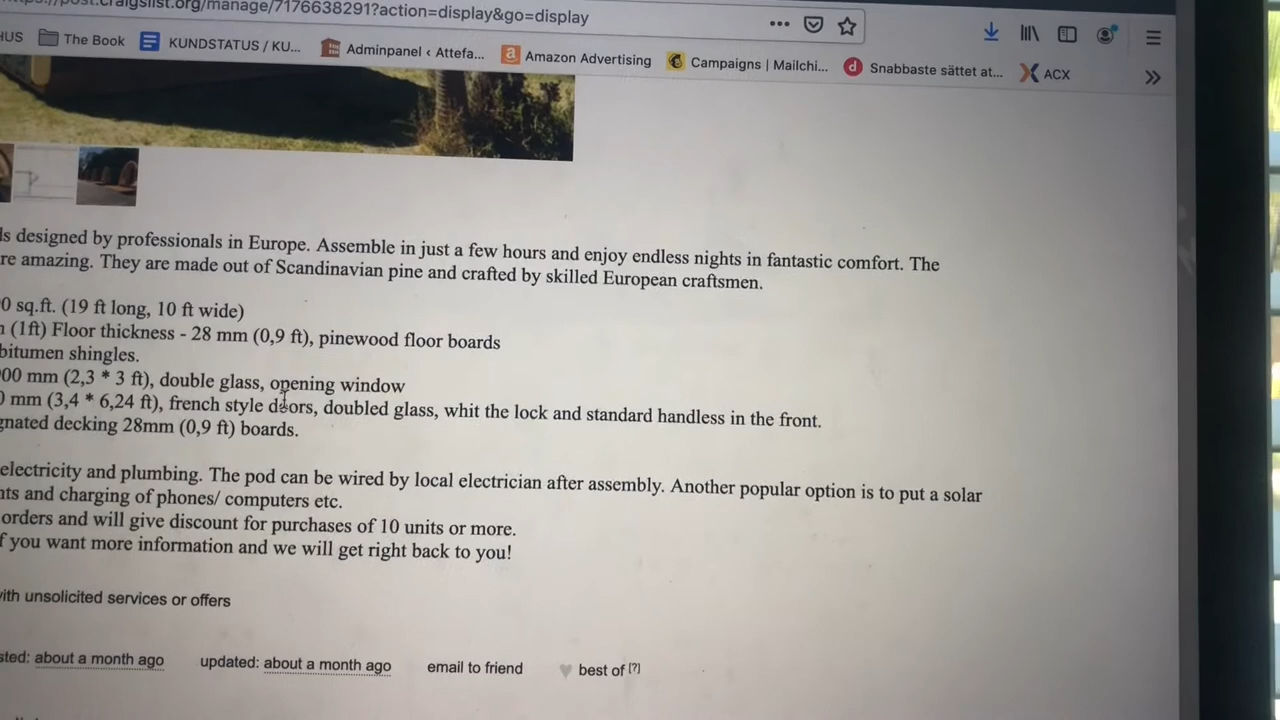 https://post.craigslist.org/manage/7176638291?action=display&go=display
The Book
KUNDSTATUS / KU...
Adminpanel ‹ Attefa...
Amazon Advertising
Campaigns | Mailchi...
Snabbaste sättet at...
ACX
ls designed by professionals in Europe. Assemble in just a few hours and enjoy endless nights in fantastic comfort. The
re amazing. They are made out of Scandinavian pine and crafted by skilled European craftsmen.
0 sq.ft. (19 ft long, 10 ft wide)
(1ft) Floor thickness - 28 mm (0,9 ft), pinewood floor boards
bitumen shingles.
00 mm (2,3 * 3 ft), double glass, opening window
0 mm (3,4 * 6,24 ft), french style doors, doubled glass, whit the lock and standard handless in the front.
gnated decking 28mm (0,9 ft) boards.
electricity and plumbing. The pod can be wired by local electrician after assembly. Another popular option is to put a solar
nts and charging of phones/ computers etc.
orders and will give discount for purchases of 10 units or more.
f you want more information and we will get right back to you!
with unsolicited services or offers
sted: about a month ago updated: about a month ago email to friend best of [?]